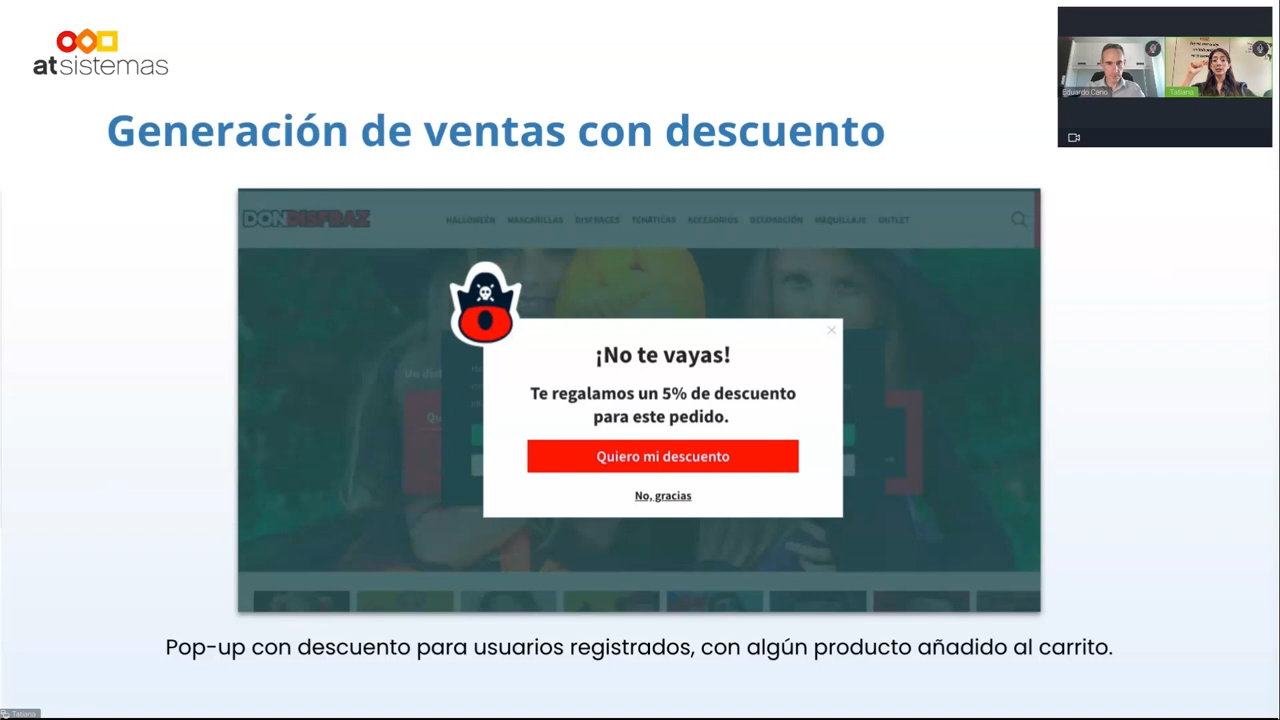 atsistemas
Eduardo Cano
Tatiana
Generación de ventas con descuento
DONDISFRAZ
HALLOWEEN MASCARILLAS DISFRACES TEMÁTICAS ACCESORIOS DECORACIÓN MAQUILLAJE OUTLET
¡No te vayas!
Te regalamos un 5% de descuento
para este pedido.
Quiero mi descuento
No, gracias
Pop-up con descuento para usuarios registrados, con algún producto añadido al carrito.
Tatiana